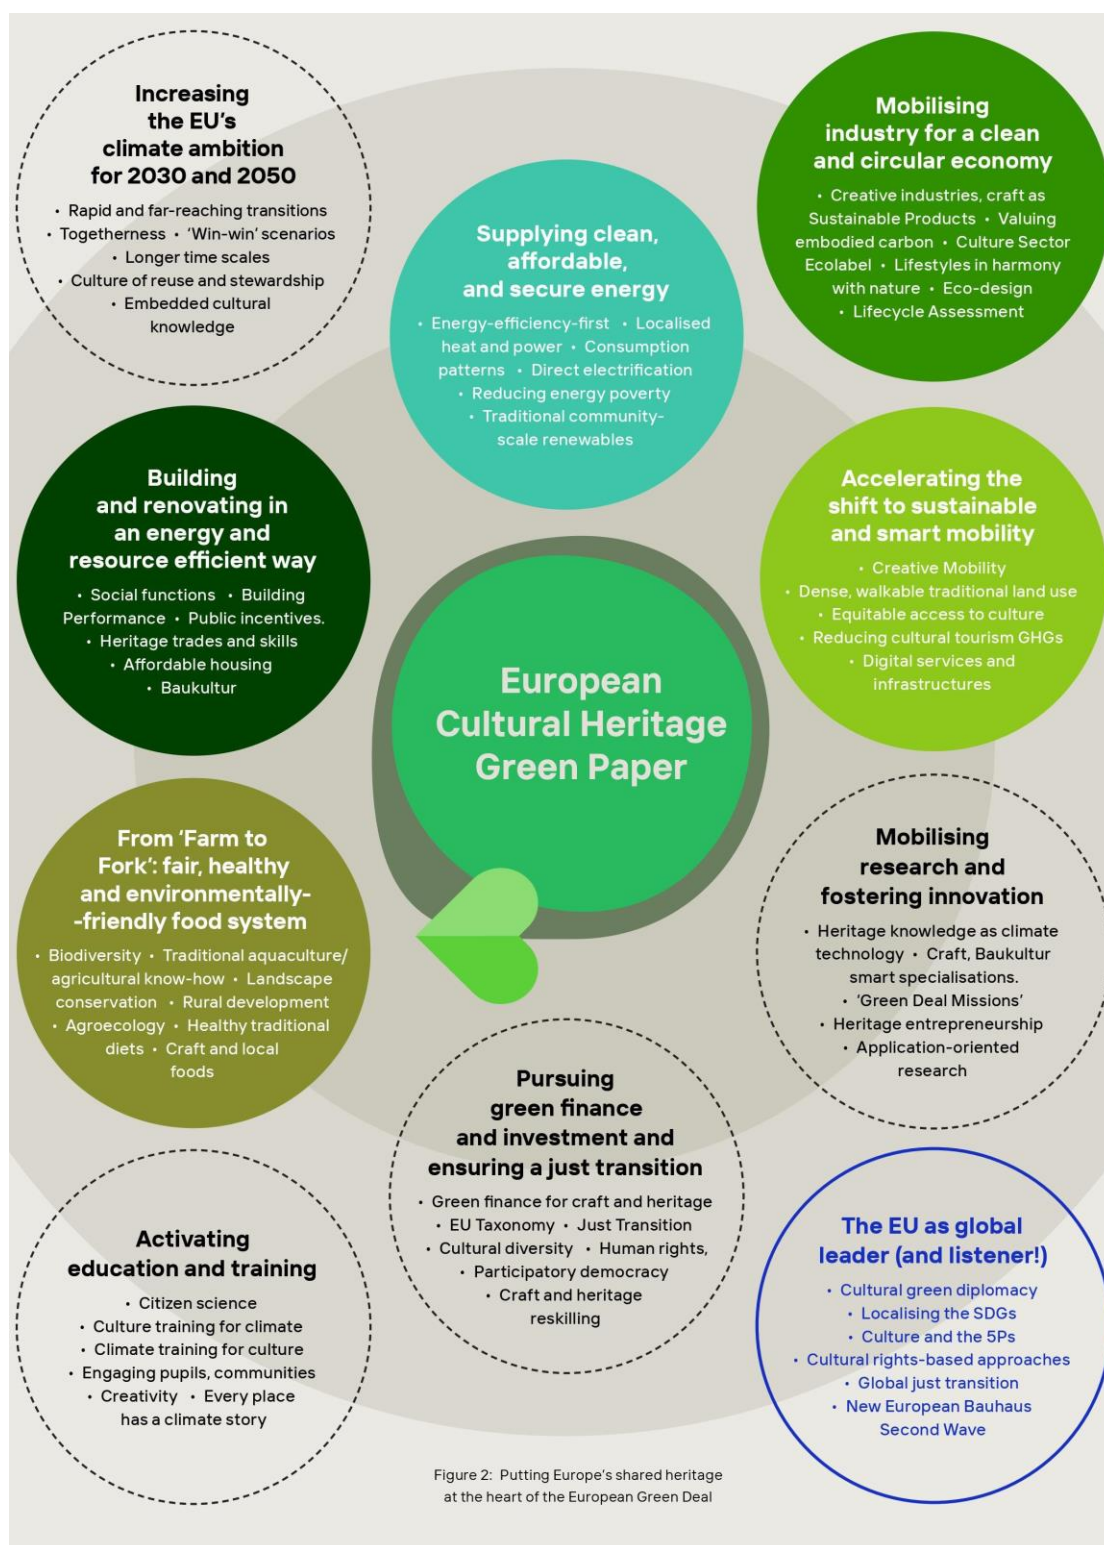 Increasing
the EU's
climate ambition
for 2030 and 2050
• Rapid and far-reaching transitions
• Togetherness • 'Win-win' scenarios
• Longer time scales
• Culture of reuse and stewardship
• Embedded cultural
knowledge
Supplying clean,
affordable,
and secure energy
• Energy-efficiency-first • Localised
heat and power • Consumption
patterns • Direct electrification
• Reducing energy poverty
• Traditional community-
scale renewables
Mobilising
industry for a clean
and circular economy
• Creative industries, craft as
Sustainable Products • Valuing
embodied carbon • Culture Sector
Ecolabel • Lifestyles in harmony
with nature • Eco-design
• Lifecycle Assessment
Building
and renovating in
an energy and
resource efficient way
• Social functions • Building
Performance • Public incentives.
• Heritage trades and skills
• Affordable housing
• Baukultur
Accelerating the
shift to sustainable
and smart mobility
• Creative Mobility
• Dense, walkable traditional land use
• Equitable access to culture
• Reducing cultural tourism GHGs
• Digital services and
infrastructures
European
Cultural Heritage
Green Paper
From 'Farm to
Fork': fair, healthy
and environmentally-
-friendly food system
• Biodiversity • Traditional aquaculture/
agricultural know-how • Landscape
conservation • Rural development
• Agroecology • Healthy traditional
diets • Craft and local
foods
Mobilising
research and
fostering innovation
• Heritage knowledge as climate
technology • Craft, Baukultur
smart specialisations.
• 'Green Deal Missions'
• Heritage entrepreneurship
• Application-oriented
research
Pursuing
green finance
and investment and
ensuring a just transition
• Green finance for craft and heritage
• EU Taxonomy • Just Transition
• Cultural diversity • Human rights,
• Participatory democracy
• Craft and heritage
reskilling
Activating
education and training
• Citizen science
• Culture training for climate
• Climate training for culture
• Engaging pupils, communities
• Creativity • Every place
has a climate story
The EU as global
leader (and listener!)
• Cultural green diplomacy
• Localising the SDGs
• Culture and the 5Ps
• Cultural rights-based approaches
• Global just transition
• New European Bauhaus
Second Wave
Figure 2: Putting Europe's shared heritage
at the heart of the European Green Deal